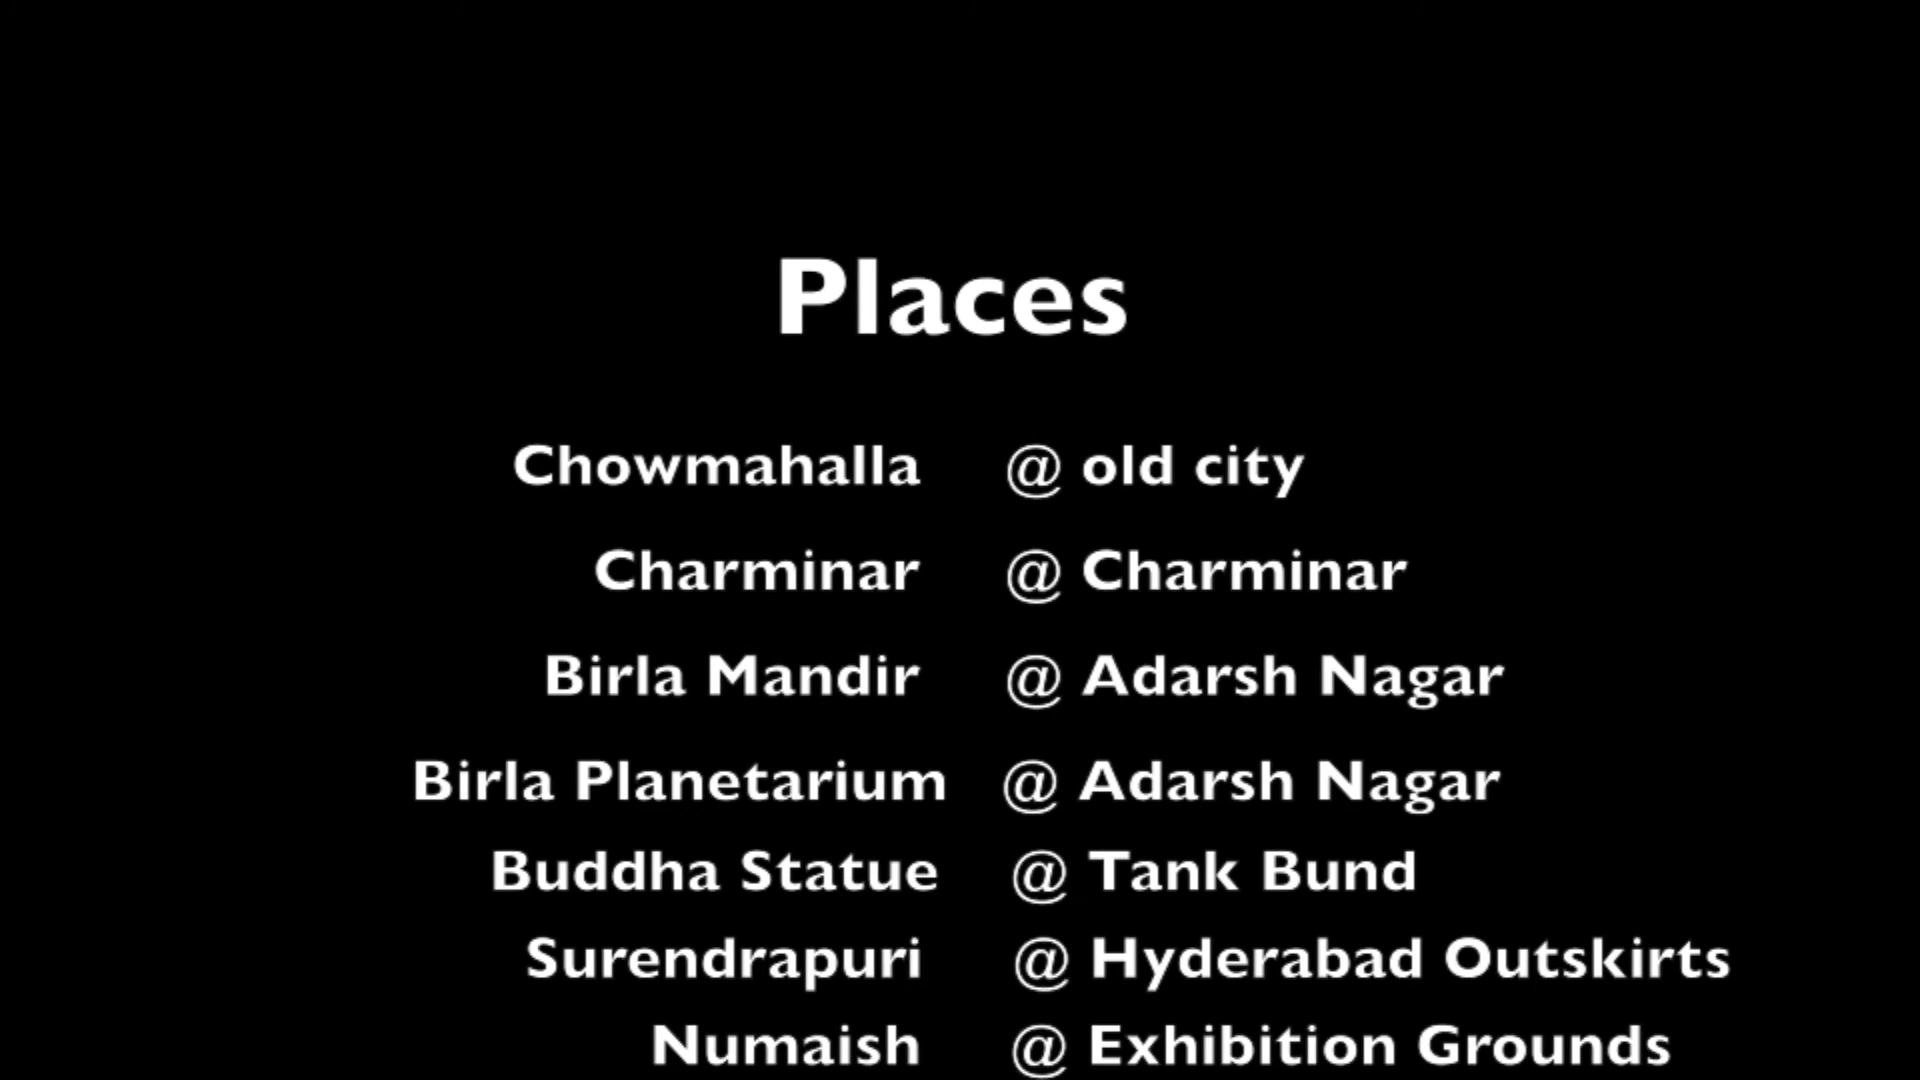 Places
Chowmahalla @ old city
Charminar @ Charminar
Birla Mandir @ Adarsh Nagar
Birla Planetarium @ Adarsh Nagar
Buddha Statue @ Tank Bund
Surendrapuri @ Hyderabad Outskirts
Numaish @ Exhibition Grounds